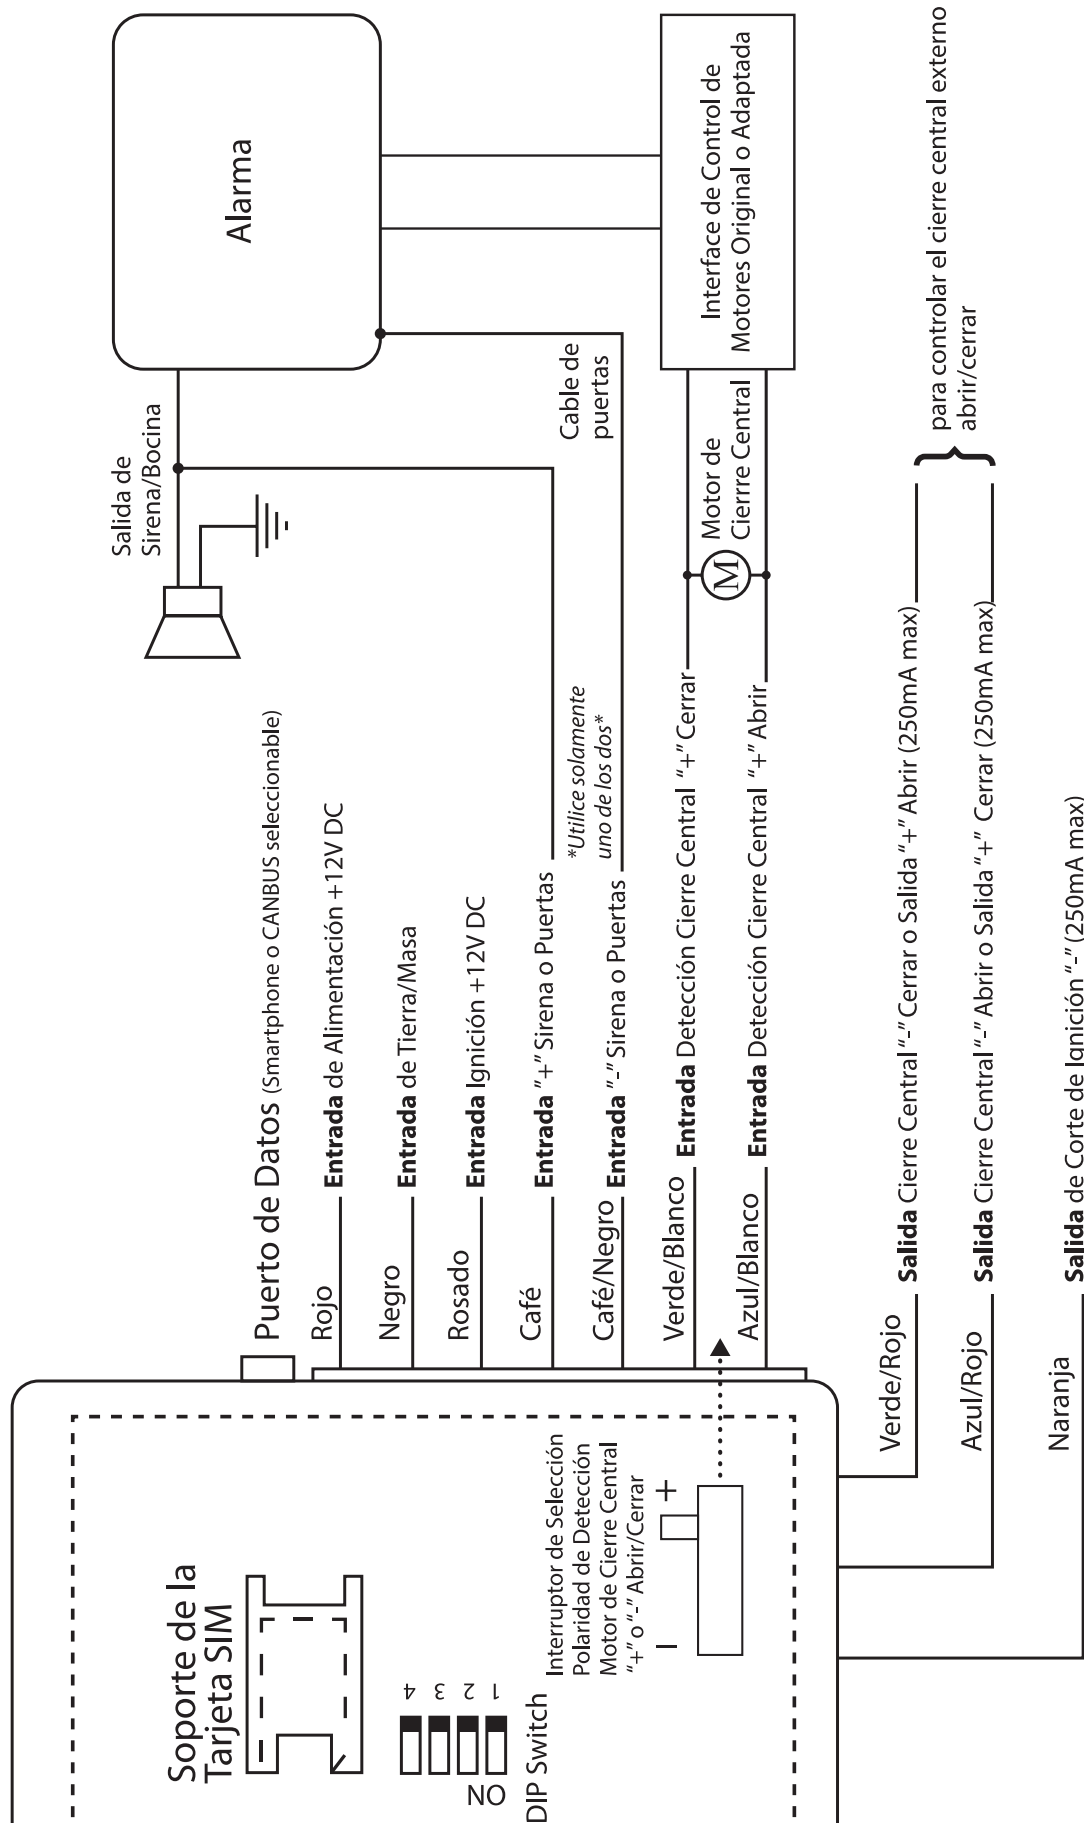 Alarma
Interface de Control de
Motores Original o Adaptada
para controlar el cierre central externo
abrir/cerrar
Salida de
Sirena/Bocina
Cable de
puertas
Motor de
Cierrre Central
M
Puerto de Datos (Smartphone o CANBUS seleccionable)
Rojo
Entrada de Alimentación +12V DC
Negro
Entrada de Tierra/Masa
Rosado
Entrada Ignición +12V DC
Café
Entrada "+" Sirena o Puertas
*Utilice solamente
uno de los dos*
Café/Negro
Entrada "-" Sirena o Puertas
Verde/Blanco
Entrada Detección Cierre Central "+" Cerrar
Azul/Blanco
Entrada Detección Cierre Central "+" Abrir
Verde/Rojo
Salida Cierre Central "-" Cerrar o Salida "+" Abrir (250mA max)
Azul/Rojo
Salida Cierre Central "-" Abrir o Salida "+" Cerrar (250mA max)
Naranja
Salida de Corte de Ignición "-" (250mA max)
Soporte de la
Tarjeta SIM
4 3 2 1
ON
DIP Switch
Interruptor de Selección
Polaridad de Detección
Motor de Cierre Central
"+" o "-" Abrir/Cerrar
- +